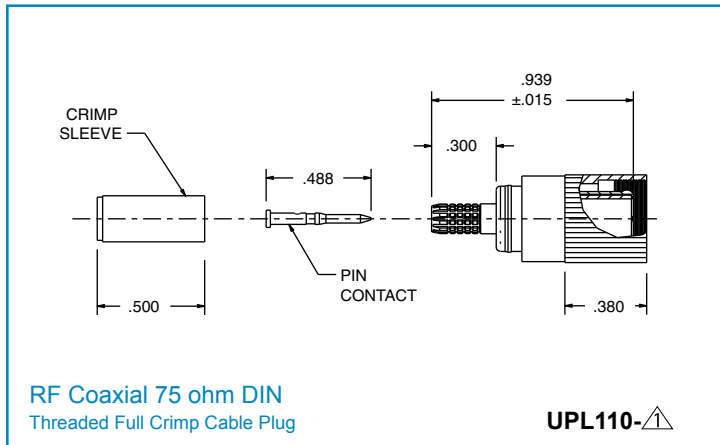 .939
±.015
CRIMP
SLEEVE
.300
.488
PIN
CONTACT
.500
.380
RF Coaxial 75 ohm DIN
Threaded Full Crimp Cable Plug
UPL110-1